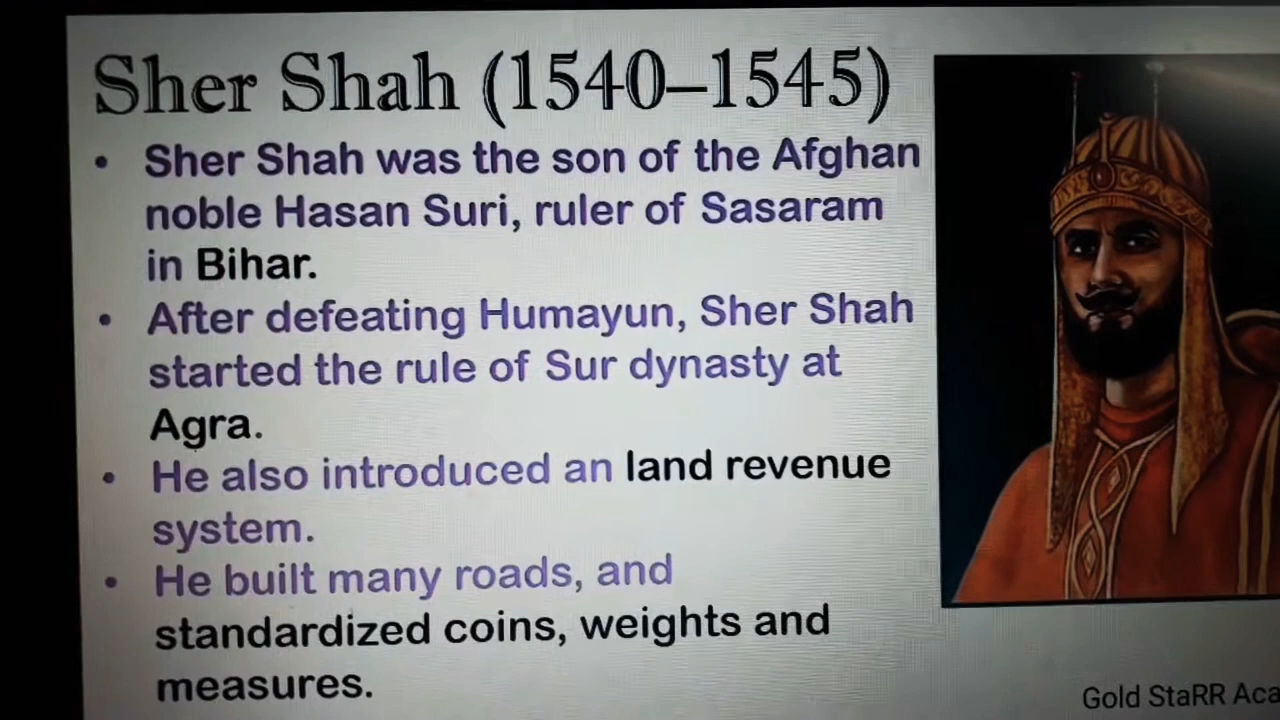 Sher Shah (1540–1545)
• Sher Shah was the son of the Afghan
noble Hasan Suri, ruler of Sasaram
in Bihar.
• After defeating Humayun, Sher Shah
started the rule of Sur dynasty at
Agra.
• He also introduced an land revenue
system.
• He built many roads, and
standardized coins, weights and
measures.
Gold StaRR Aca